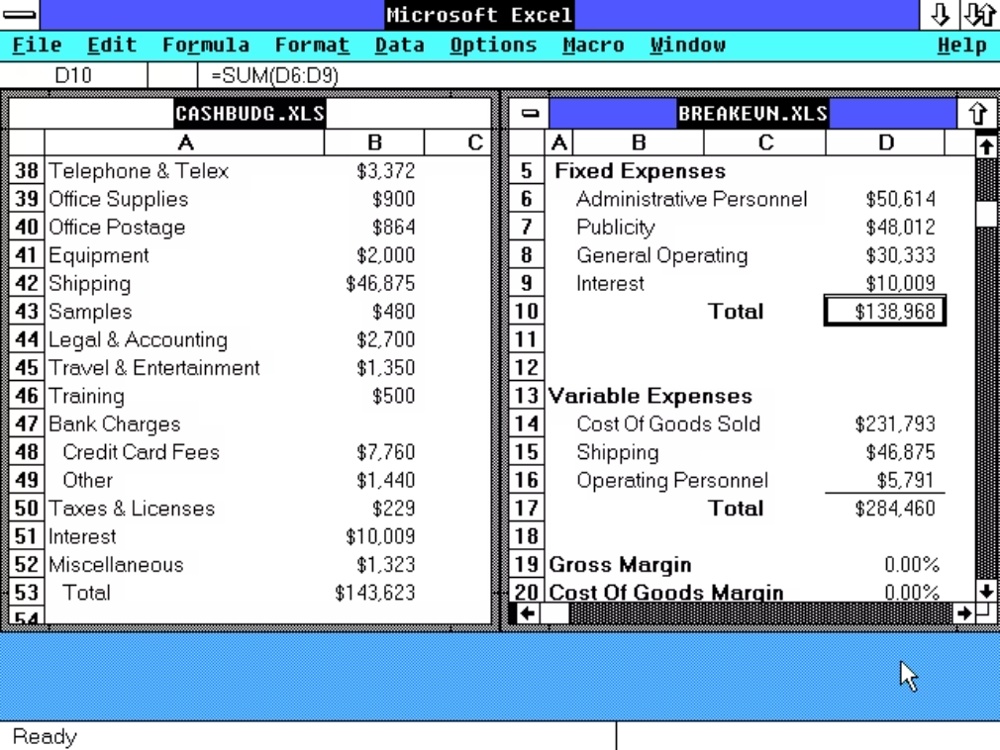 Microsoft Excel
File Edit Formula Format Data Options Macro Window Help
D10 =SUM(D6:D9)
CASHBUDG.XLS
A B C
38 Telephone & Telex $3,372
39 Office Supplies $900
40 Office Postage $864
41 Equipment $2,000
42 Shipping $46,875
43 Samples $480
44 Legal & Accounting $2,700
45 Travel & Entertainment $1,350
46 Training $500
47 Bank Charges
48 Credit Card Fees $7,760
49 Other $1,440
50 Taxes & Licenses $229
51 Interest $10,009
52 Miscellaneous $1,323
53 Total $143,623
54
BREAKEVN.XLS
A B C D
5 Fixed Expenses
6 Administrative Personnel $50,614
7 Publicity $48,012
8 General Operating $30,333
9 Interest $10,009
10 Total $138,968
11
12
13 Variable Expenses
14 Cost Of Goods Sold $231,793
15 Shipping $46,875
16 Operating Personnel $5,791
17 Total $284,460
18
19 Gross Margin 0.00%
20 Cost Of Goods Margin 0.00%
Ready